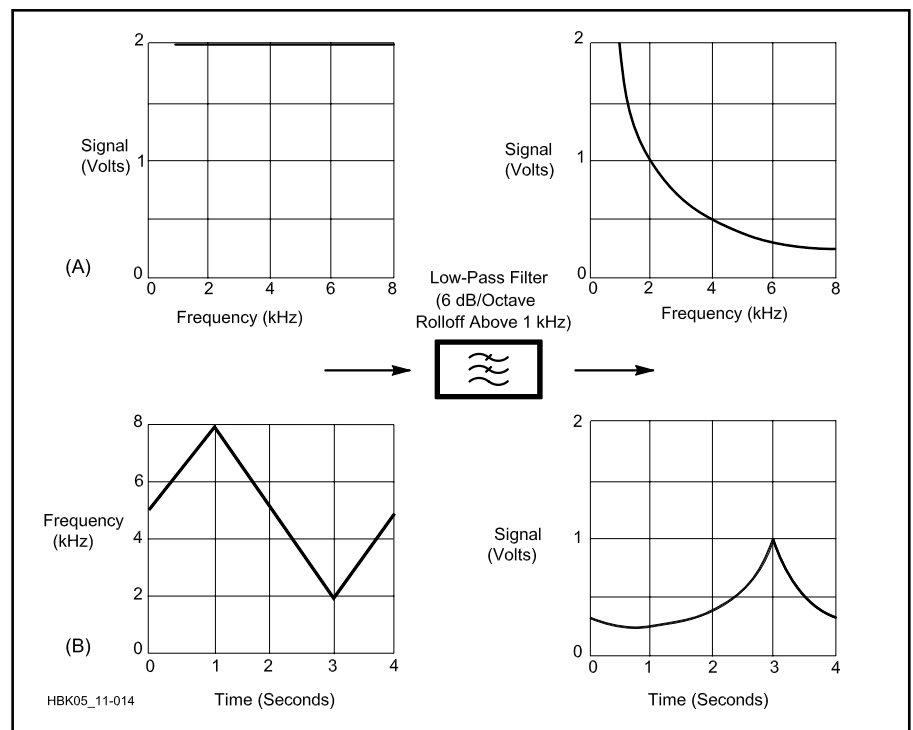 2
Signal
(Volts)
1
0
0 2 4 6 8
Frequency (kHz)
(A)
2
Signal
(Volts)
1
0
0 2 4 6 8
Frequency (kHz)
Low-Pass Filter
(6 dB/Octave
Rolloff Above 1 kHz)
8
6
Frequency
(kHz)
4
2
0
0 1 2 3 4
Time (Seconds)
(B)
2
Signal
(Volts)
1
0
0 1 2 3 4
Time (Seconds)
HBK05_11-014